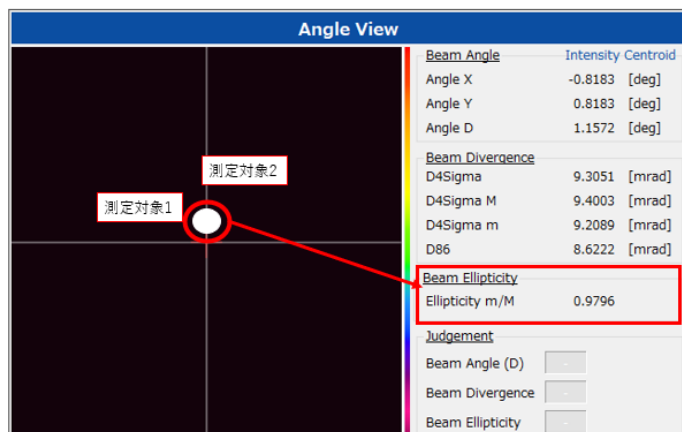 Angle View
測定対象2
測定対象1
Beam Angle Intensity Centroid
Angle X -0.8183 [deg]
Angle Y 0.8183 [deg]
Angle D 1.1572 [deg]
Beam Divergence
D4Sigma 9.3051 [mrad]
D4Sigma M 9.4003 [mrad]
D4Sigma m 9.2089 [mrad]
D86 8.6222 [mrad]
Beam Ellipticity
Ellipticity m/M 0.9796
Judgement
Beam Angle (D) -
Beam Divergence -
Beam Ellipticity -